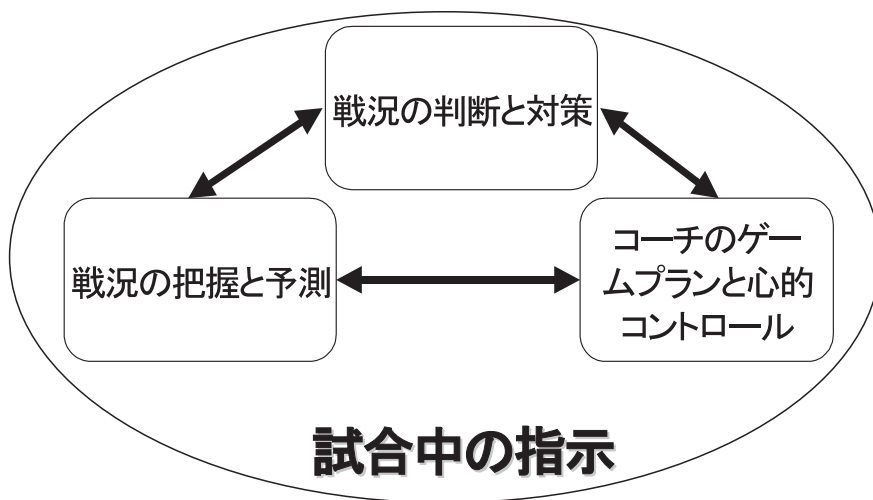 戦況の判断と対策
戦況の把握と予測
コーチのゲー
ムプランと心的
コントロール
試合中の指示